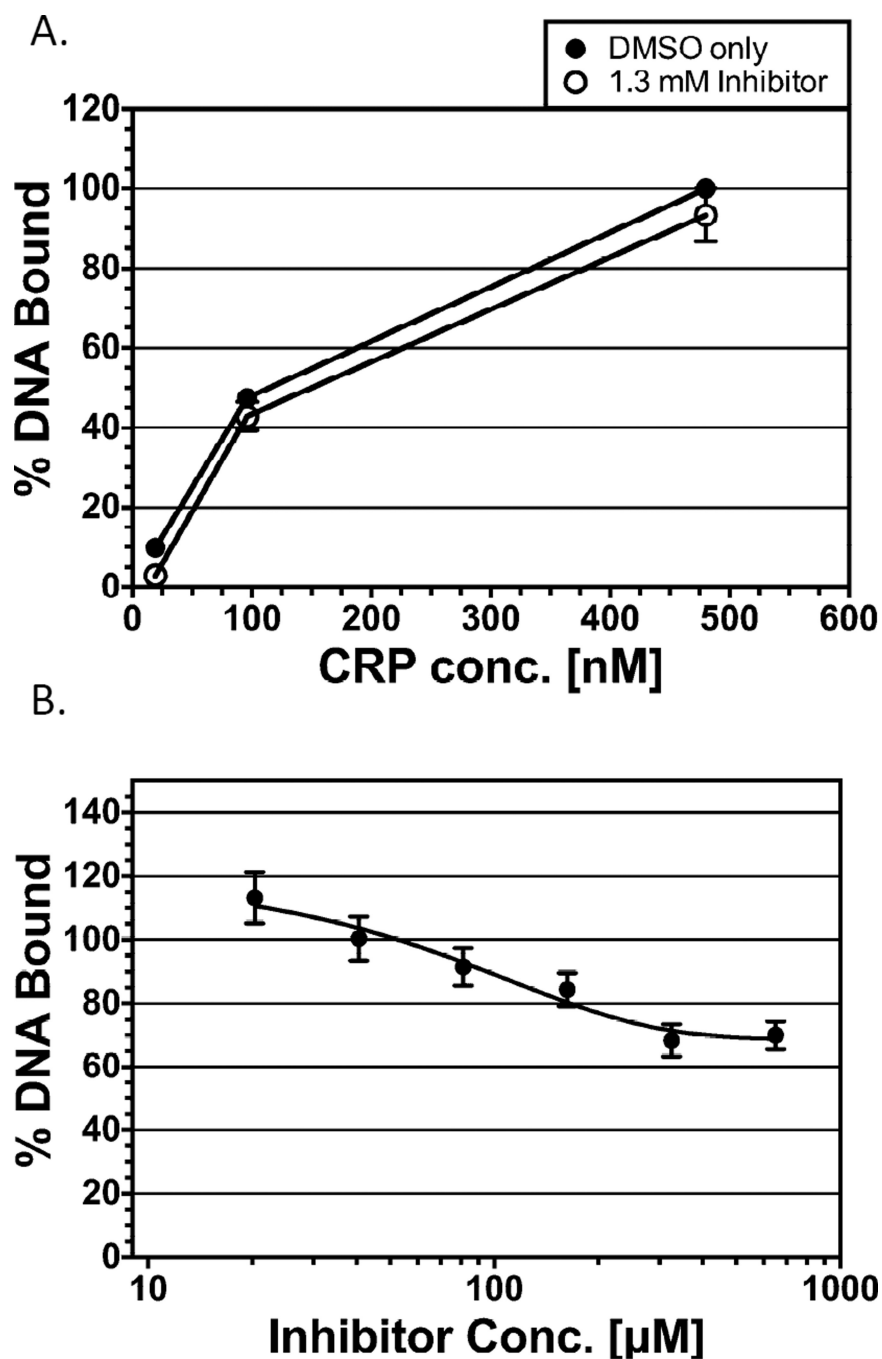 A.
DMSO only
1.3 mM Inhibitor
120
100
80
60
40
20
0
% DNA Bound
0 100 200 300 400 500 600
CRP conc. [nM]
B.
140
120
100
80
60
40
20
0
% DNA Bound
10 100 1000
Inhibitor Conc. [µM]